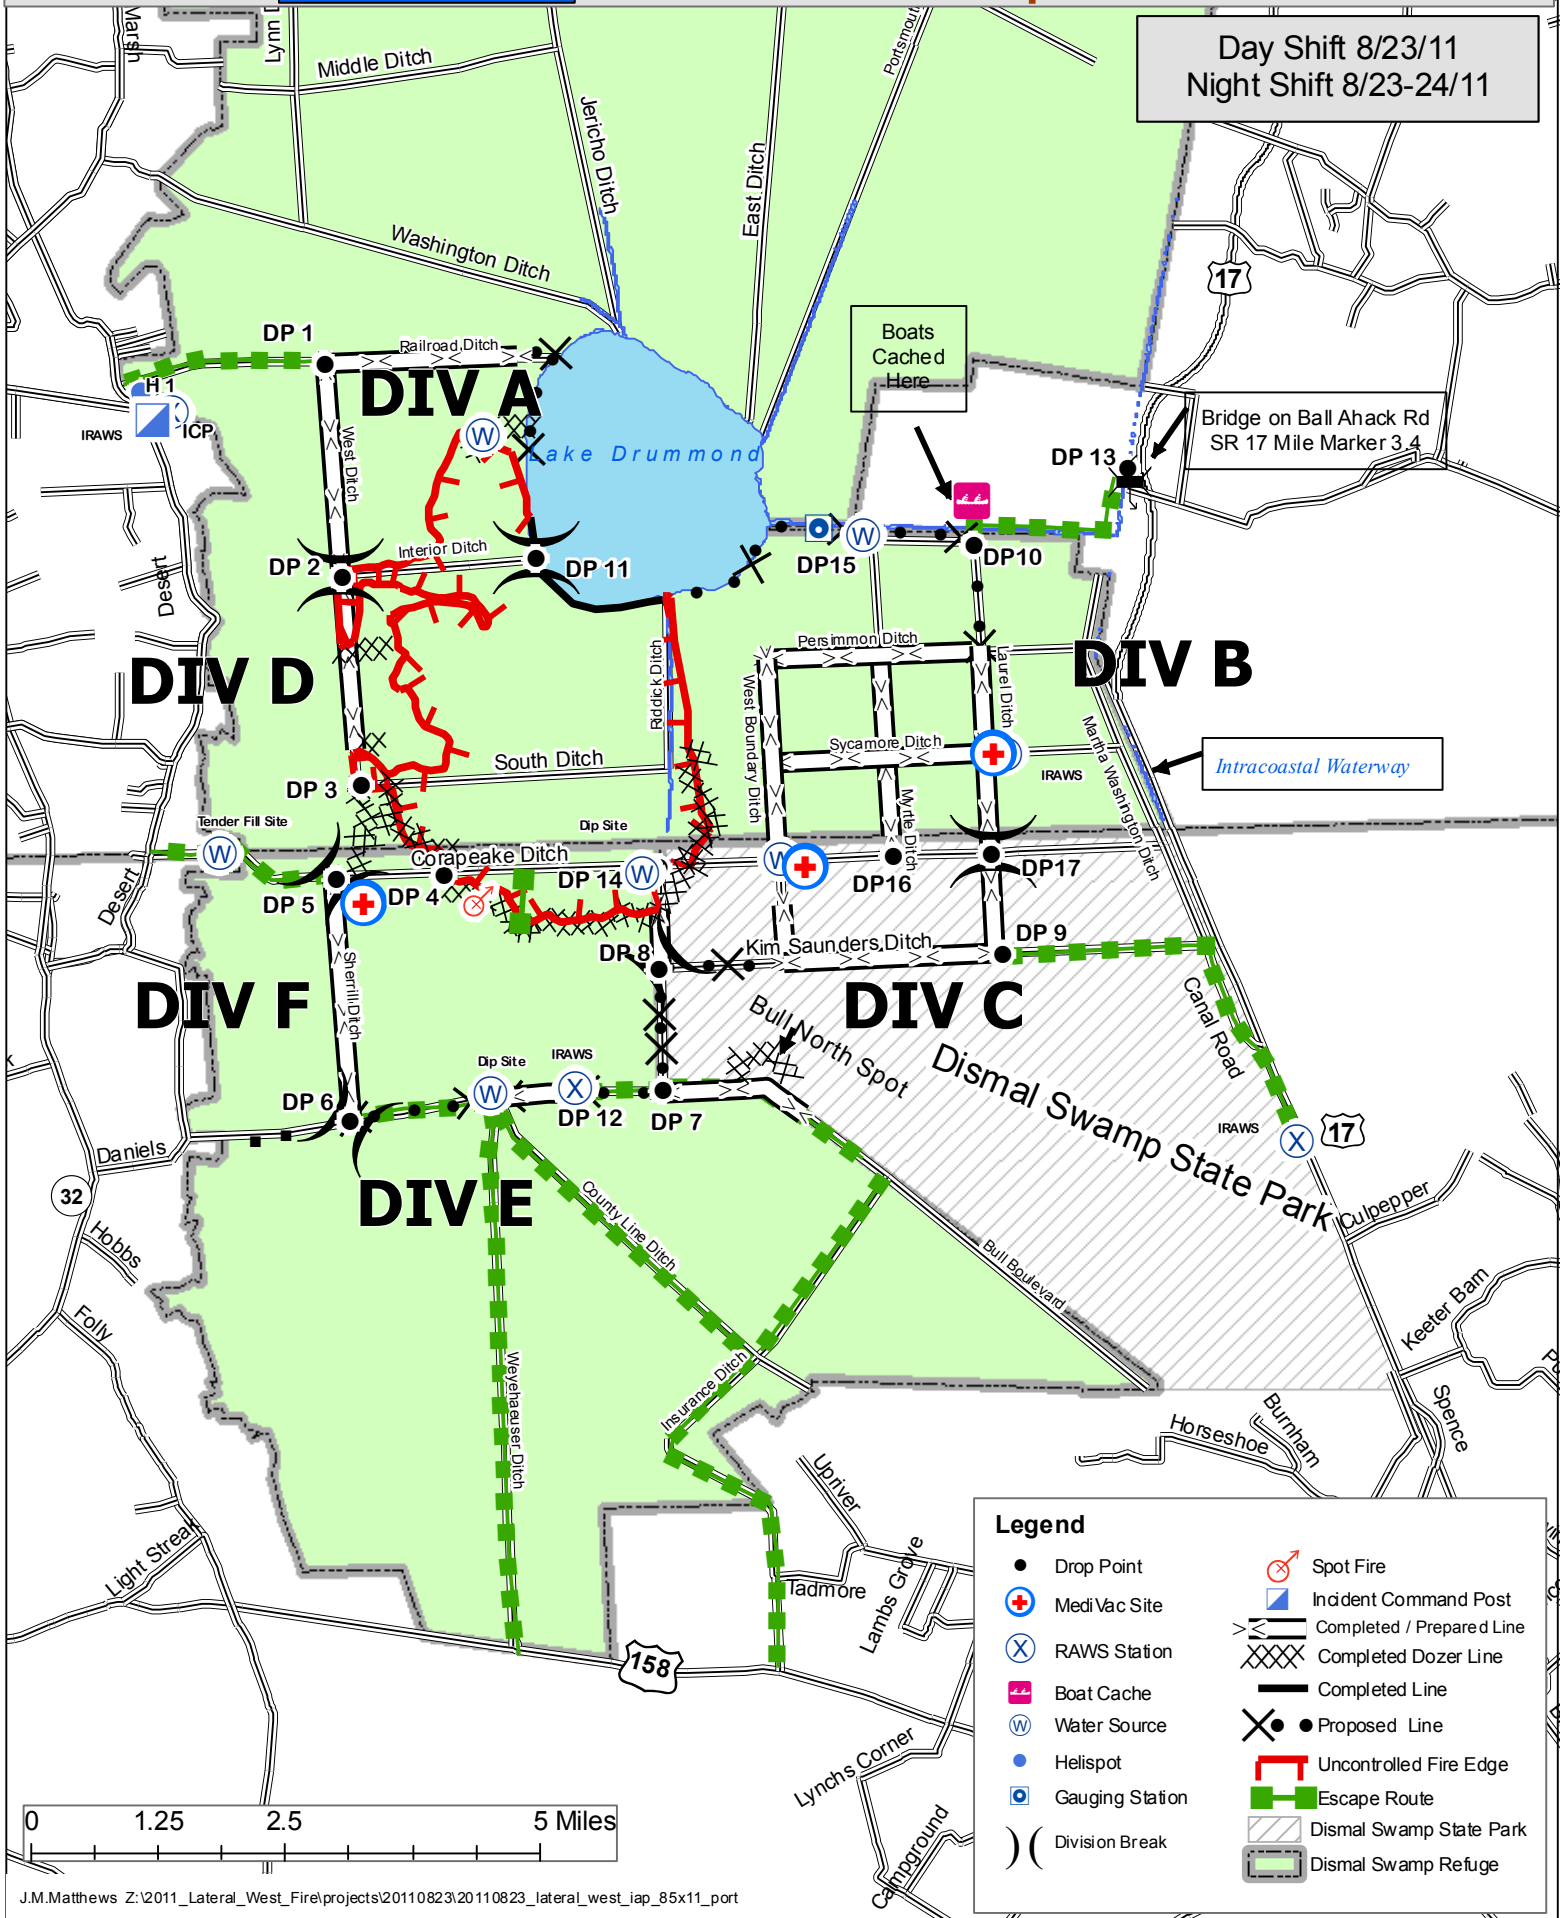 Day Shift 8/23/11
Night Shift 8/23-24/11
Marsh
Lynn
Middle Ditch
Jericho Ditch
East Ditch
Portsmout
Washington Ditch
17
Boats
Cached
Here
DP 1
Railroad Ditch
DIV A
H 1
IRAWS
ICP
W
Lake Drummond
West Ditch
Bridge on Ball Ahack Rd
SR 17 Mile Marker 3.4
DP 13
DP 2
Interior Ditch
DP 11
DP15
W
DP10
Desert
DIV D
Riddick Ditch
Persimmon Ditch
Laurel Ditch
DIV B
West Boundary Ditch
Sycamore Ditch
IRAWS
Martha Washington Ditch
Intracoastal Waterway
South Ditch
DP 3
Myrtle Ditch
Tender Fill Site
W
Dip Site
Corapeake Ditch
DP 14
W
W
DP16
DP17
Desert
DP 5
DP 4
DP 8
Kim Saunders Ditch
DP 9
DIV F
Sherrill Ditch
DIV C
Canal Road
Bull North Spot
Dismal Swamp State Park
Dip Site
W
IRAWS
X
DP 6
DP 12
DP 7
IRAWS
X
17
Daniels
32
DIV E
Culpepper
Hobbs
County Line Ditch
Bull Boulevard
Folly
Keeter Barn
Weyehaeuser Ditch
Insurance Ditch
Spence
Burnham
Horseshoe
Upriver
Light Streak
Tadmore
Lambs Grove
158
Lynchs Corner
Campground
Legend
Drop Point
MediVac Site
X
RAWS Station
Boat Cache
W
Water Source
Helispot
Gauging Station
Division Break
Spot Fire
Incident Command Post
Completed / Prepared Line
Completed Dozer Line
Completed Line
Proposed Line
Uncontrolled Fire Edge
Escape Route
Dismal Swamp State Park
Dismal Swamp Refuge
0 1.25 2.5 5 Miles
J.M.Matthews Z:\2011_Lateral_West_Fire\projects\20110823\20110823_lateral_west_iap_85x11_port